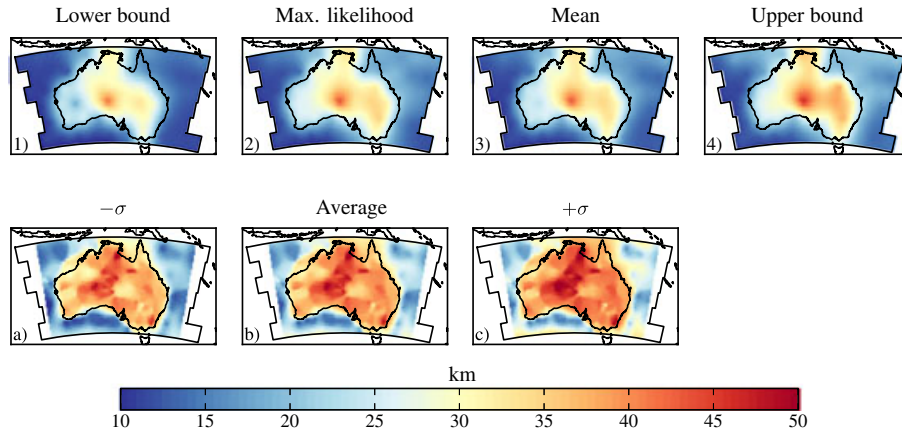 Lower bound Max. likelihood Mean Upper bound
1) 2) 3) 4)
−σ Average +σ
a) b) c)
km
10 15 20 25 30 35 40 45 50